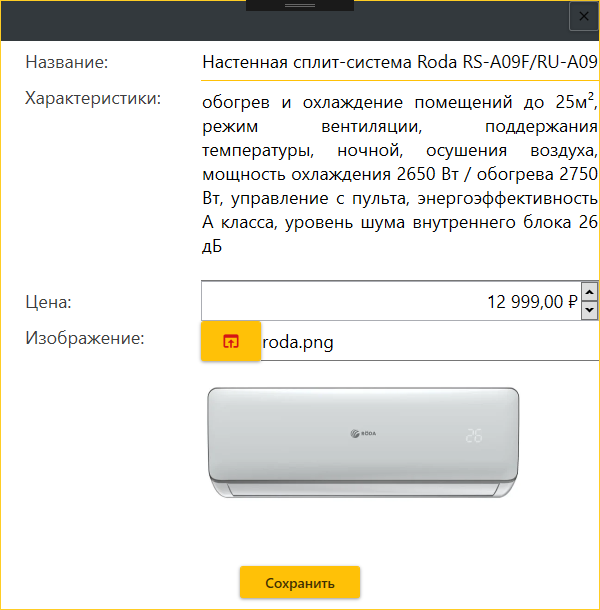 Название:
Настенная сплит-система Roda RS-A09F/RU-A09
Характеристики:
обогрев и охлаждение помещений до 25м²,
режим вентиляции, поддержания
температуры, ночной, осушения воздуха,
мощность охлаждения 2650 Вт / обогрева 2750
Вт, управление с пульта, энергоэффективность
А класса, уровень шума внутреннего блока 26
дБ
Цена:
12 999,00 ₽
Изображение:
roda.png
RODA
26
Сохранить